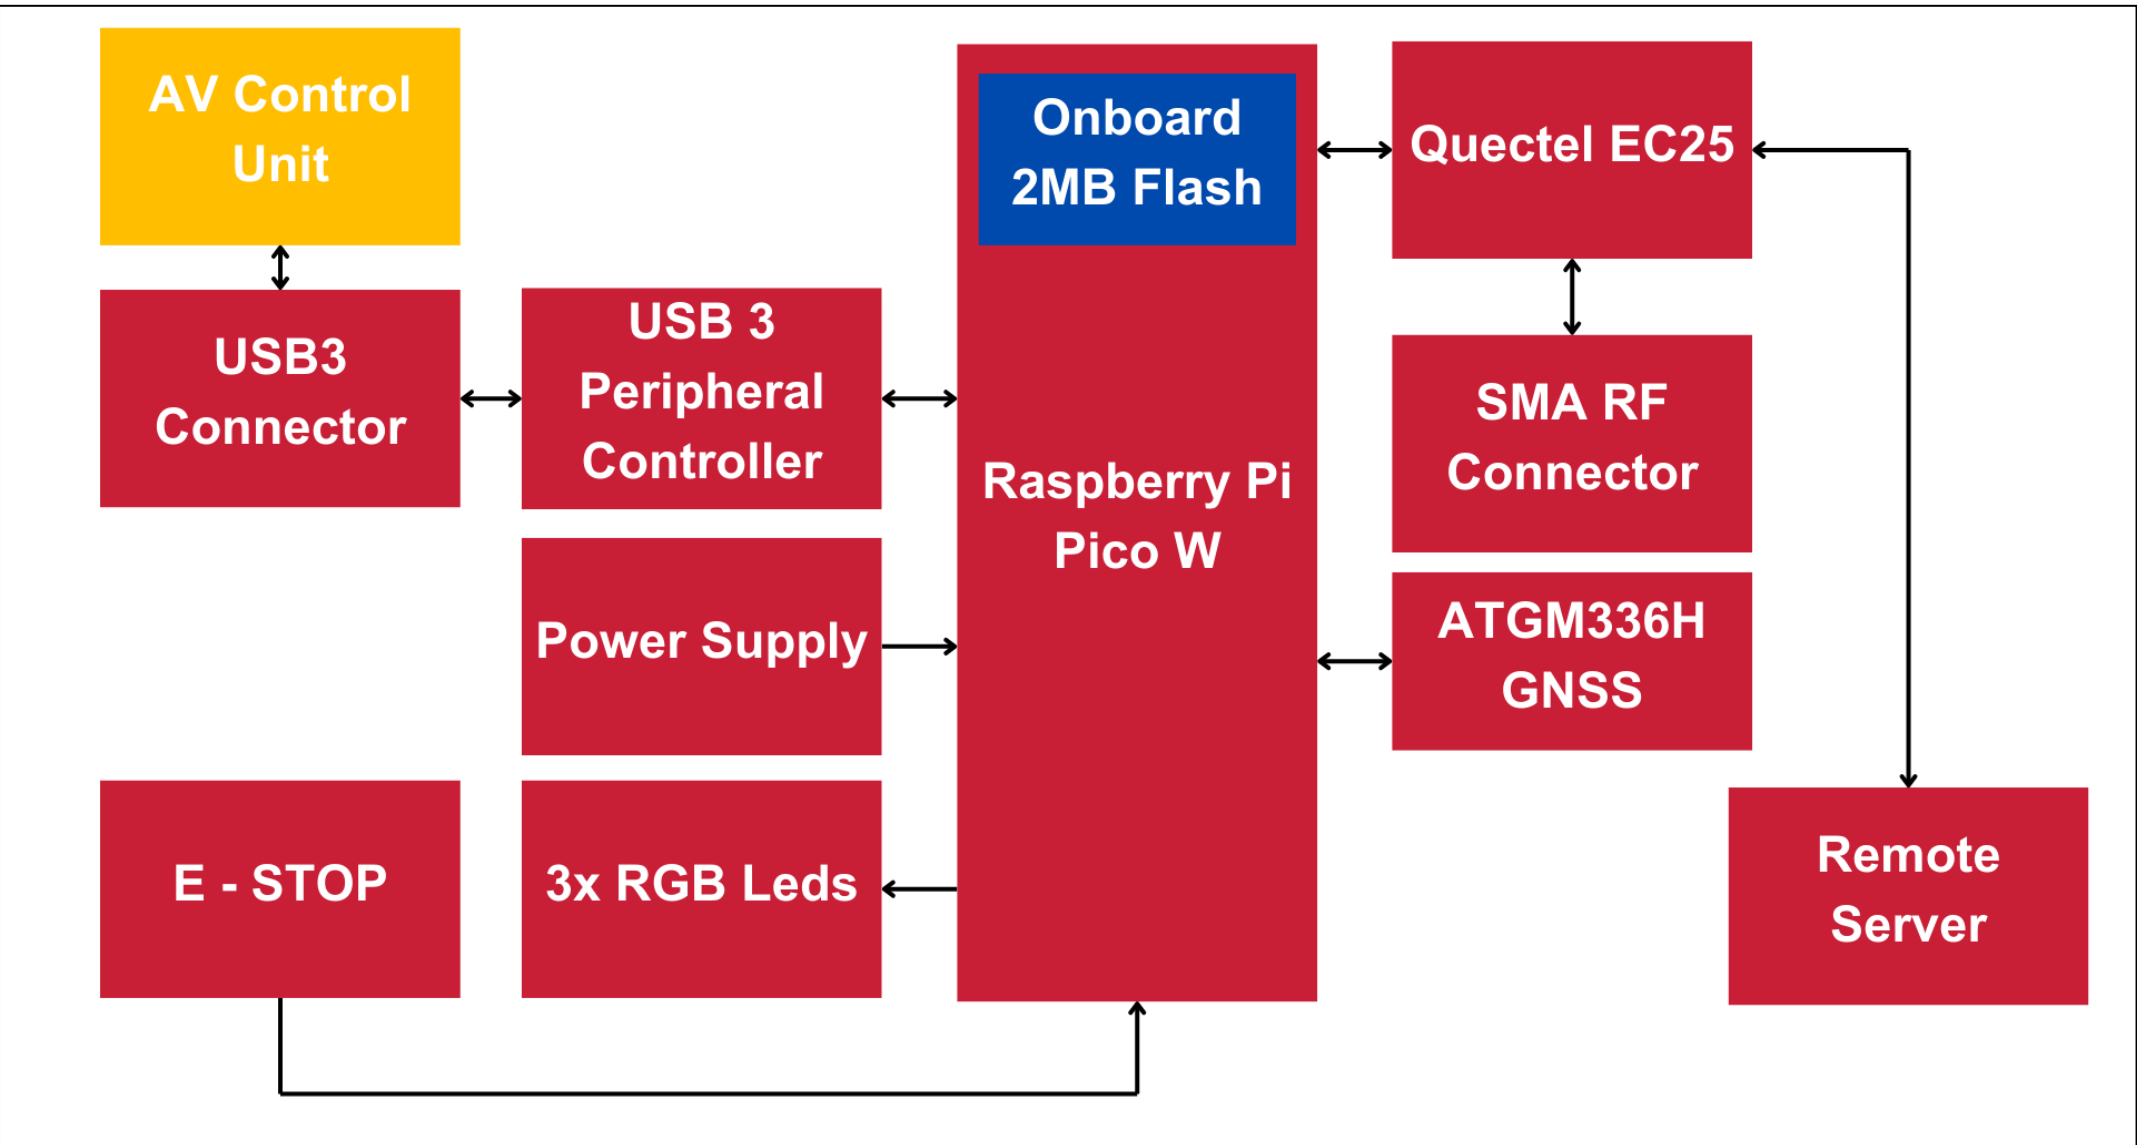 AV Control
Unit
USB3
Connector
USB 3
Peripheral
Controller
Power Supply
E - STOP
3x RGB Leds
Onboard
2MB Flash
Raspberry Pi
Pico W
Quectel EC25
SMA RF
Connector
ATGM336H
GNSS
Remote
Server